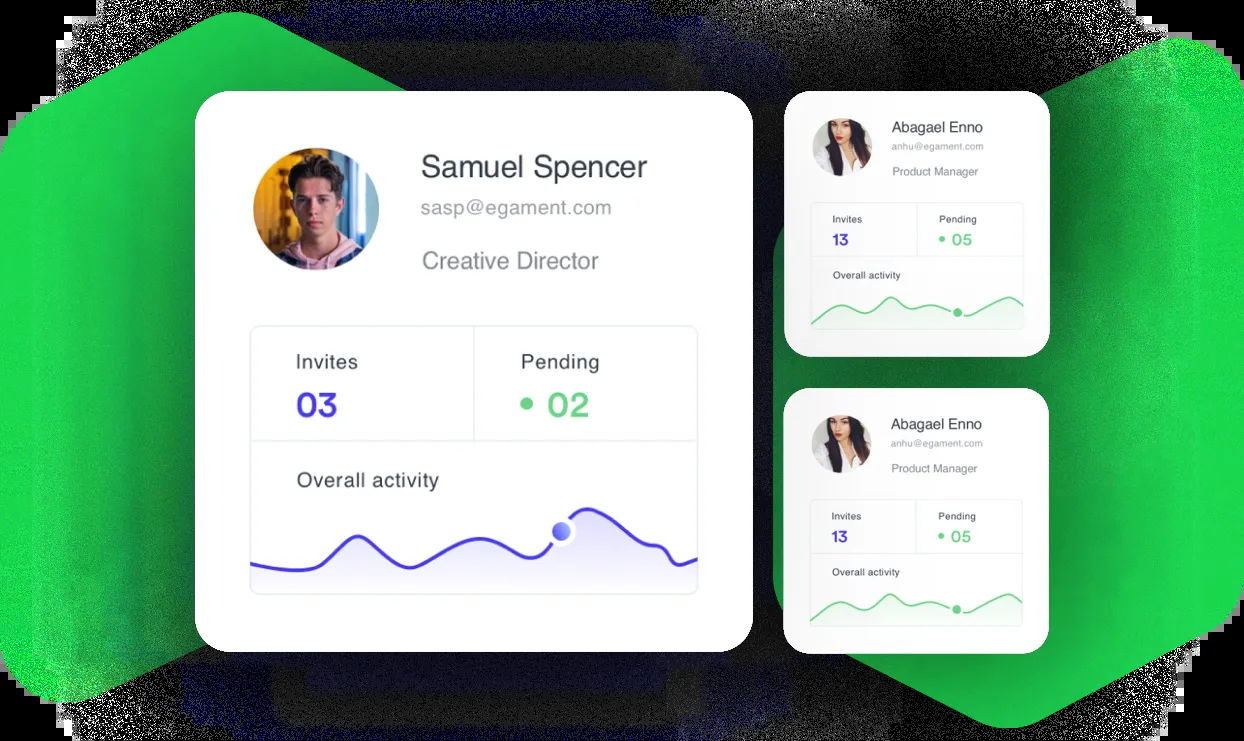 Samuel Spencer
sasp@egament.com
Creative Director
Invites
03
Pending
02
Overall activity
Abagael Enno
anhu@egament.com
Product Manager
Invites
13
Pending
05
Overall activity
Abagael Enno
anhu@egament.com
Product Manager
Invites
13
Pending
05
Overall activity